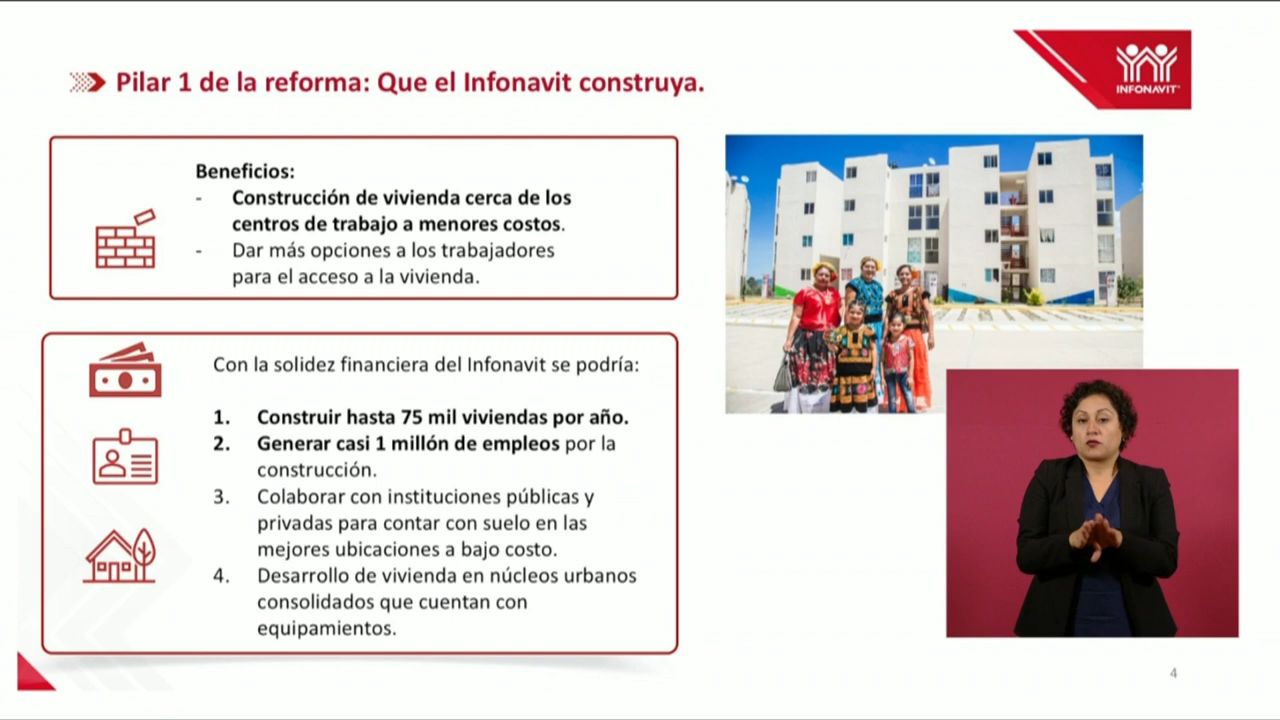 Pilar 1 de la reforma: Que el Infonavit construya.
INFONAVIT
Beneficios:
- Construcción de vivienda cerca de los
centros de trabajo a menores costos.
- Dar más opciones a los trabajadores
para el acceso a la vivienda.
Con la solidez financiera del Infonavit se podría:
1. Construir hasta 75 mil viviendas por año.
2. Generar casi 1 millón de empleos por la
construcción.
3. Colaborar con instituciones públicas y
privadas para contar con suelo en las
mejores ubicaciones a bajo costo.
4. Desarrollo de vivienda en núcleos urbanos
consolidados que cuentan con
equipamientos.
4